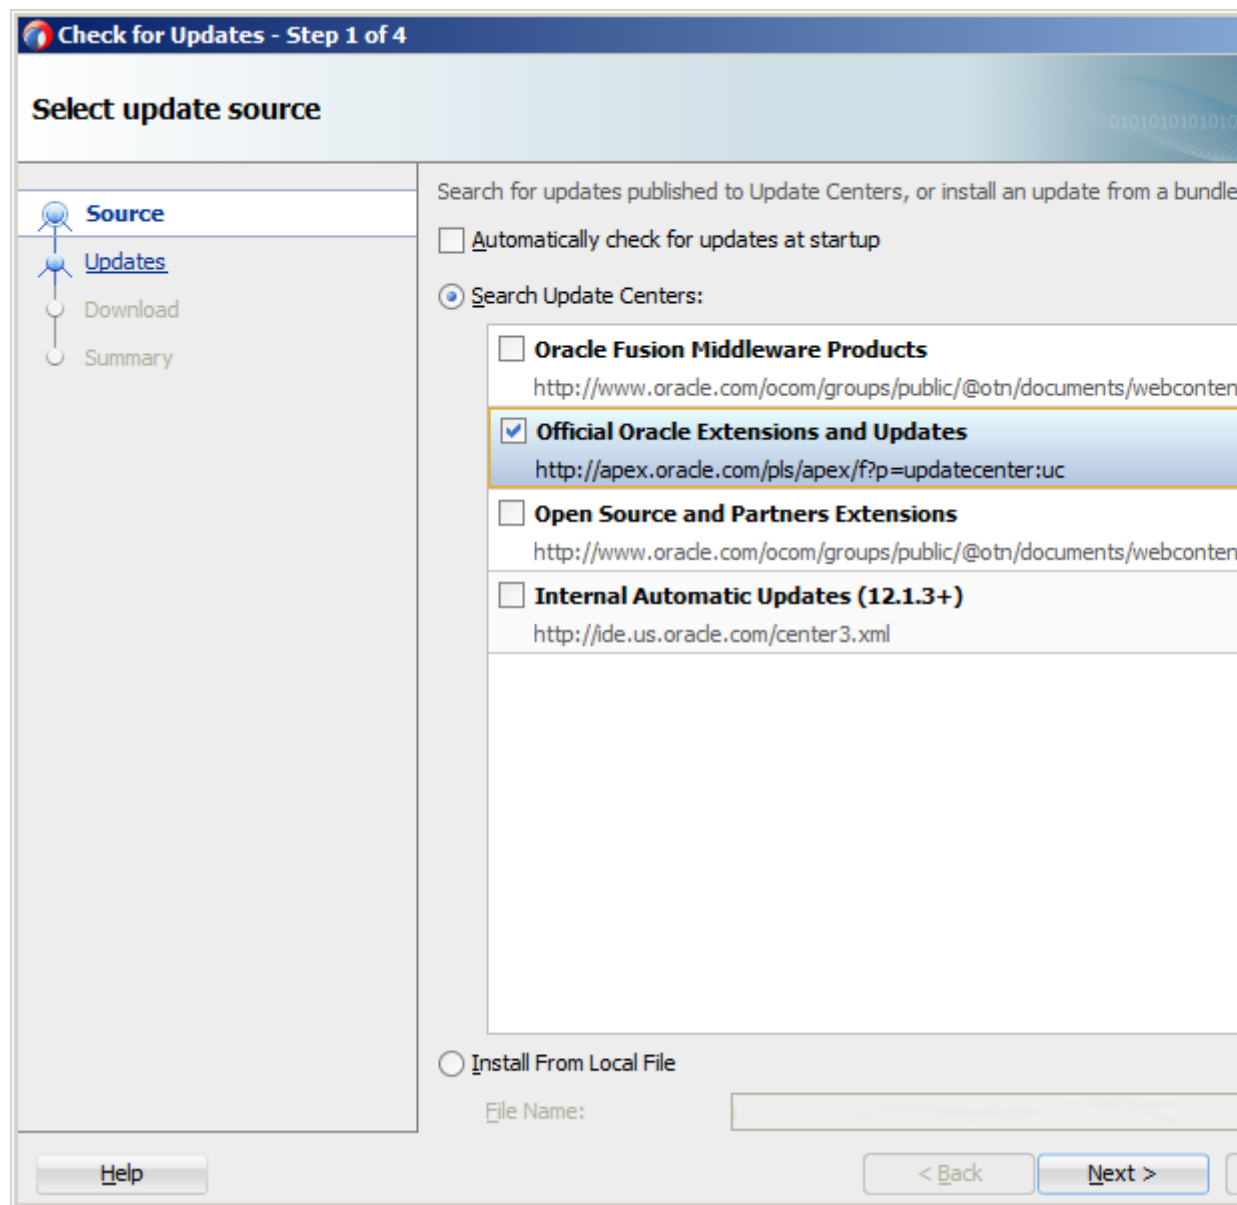 Check for Updates - Step 1 of 4
Select update source
01010101010101
Source
Updates
Download
Summary
Search for updates published to Update Centers, or install an update from a bundle
Automatically check for updates at startup
Search Update Centers:
Oracle Fusion Middleware Products
http://www.oracle.com/ocom/groups/public/@otn/documents/webconten
Official Oracle Extensions and Updates
http://apex.oracle.com/pls/apex/f?p=updatecenter:uc
Open Source and Partners Extensions
http://www.oracle.com/ocom/groups/public/@otn/documents/webconten
Internal Automatic Updates (12.1.3+)
http://ide.us.oracle.com/center3.xml
Install From Local File
File Name:
Help
< Back
Next >